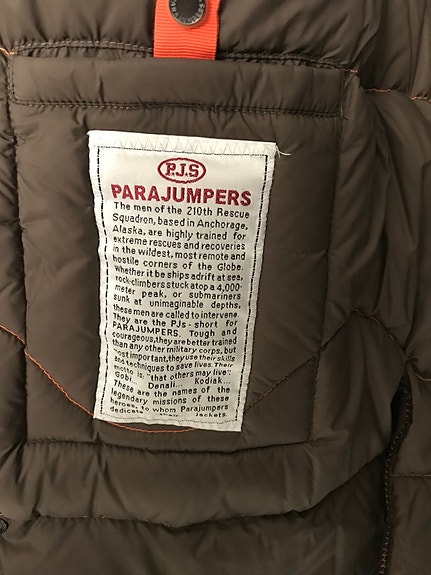 P.J.S
PARAJUMPERS
The men of the 210th Rescue
Squadron, based in Anchorage,
Alaska, are highly trained for
extreme rescues and recoveries
in the wildest, most remote and
hostile corners of the Globe.
Whether it be ships adrift at sea,
rock-climbers stuck atop a 4,000-
meter peak, or submariners
sunk at unimaginable depths,
these men are called to intervene.
They are the PJs - short for
PARAJUMPERS. Tough and
courageous, they are better trained
than any other military corps, but
most important, they use their skills
and techniques to save lives. Their
motto is "that others may live".
Gobi... Denali... Kodiak...
These are the names of the
legendary missions of these
heroes, to whom Parajumpers
dedicate their jackets.